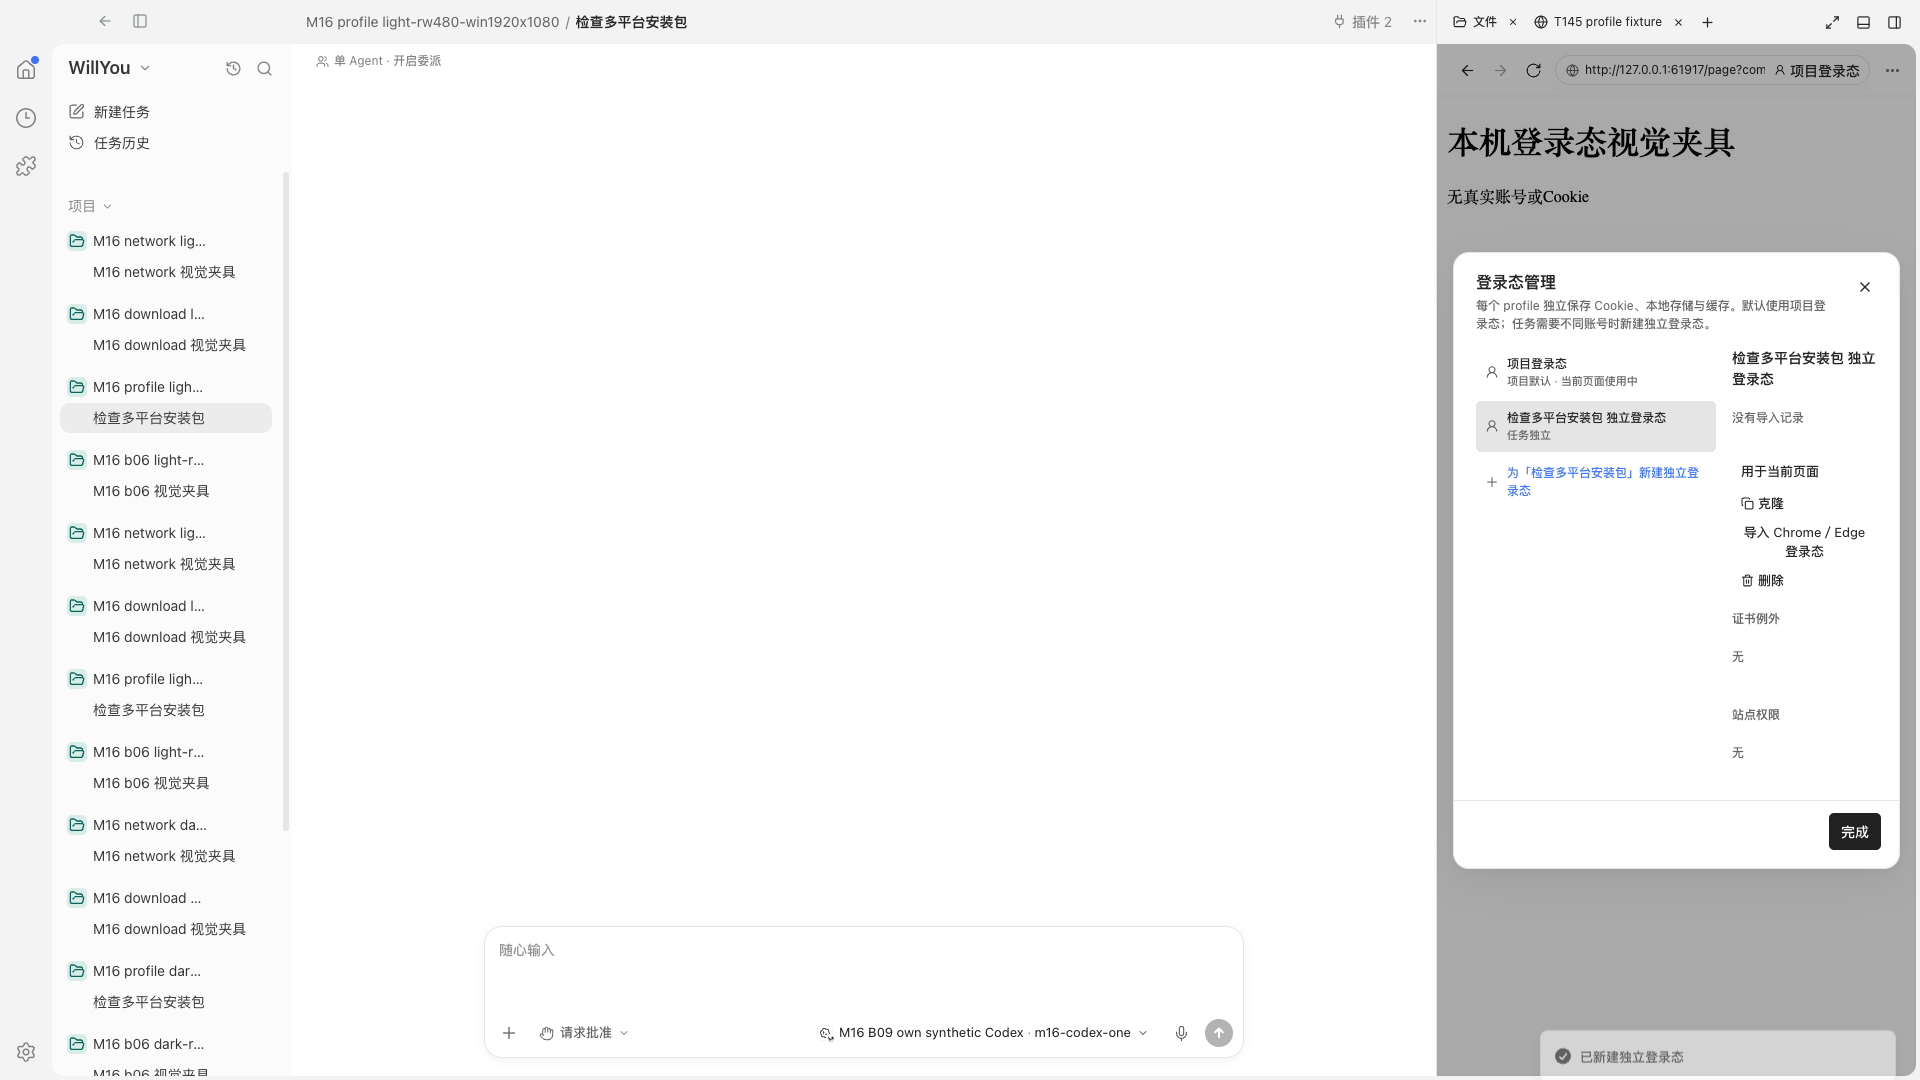 M16 profile light-rw480-win1920x1080 / 检查多平台安装包
插件 2
文件
T145 profile fixture
WillYou
新建任务
任务历史
项目
M16 network lig...
M16 network 视觉夹具
M16 download l...
M16 download 视觉夹具
M16 profile ligh...
检查多平台安装包
M16 b06 light-r...
M16 b06 视觉夹具
M16 network lig...
M16 network 视觉夹具
M16 download l...
M16 download 视觉夹具
M16 profile ligh...
检查多平台安装包
M16 b06 light-r...
M16 b06 视觉夹具
M16 network da...
M16 network 视觉夹具
M16 download ...
M16 download 视觉夹具
M16 profile dar...
检查多平台安装包
M16 b06 dark-r...
M16 b06 视觉夹具
单 Agent · 开启委派
随心输入
请求批准
M16 B09 own synthetic Codex · m16-codex-one
http://127.0.0.1:61917/page?com
项目登录态
本机登录态视觉夹具
无真实账号或Cookie
登录态管理
每个 profile 独立保存 Cookie、本地存储与缓存。默认使用项目登
录态；任务需要不同账号时新建独立登录态。
项目登录态
项目默认 · 当前页面使用中
检查多平台安装包 独立登录态
任务独立
为「检查多平台安装包」新建独立登
录态
检查多平台安装包 独立
登录态
没有导入记录
用于当前页面
克隆
导入 Chrome / Edge
登录态
删除
证书例外
无
站点权限
无
完成
已新建独立登录态